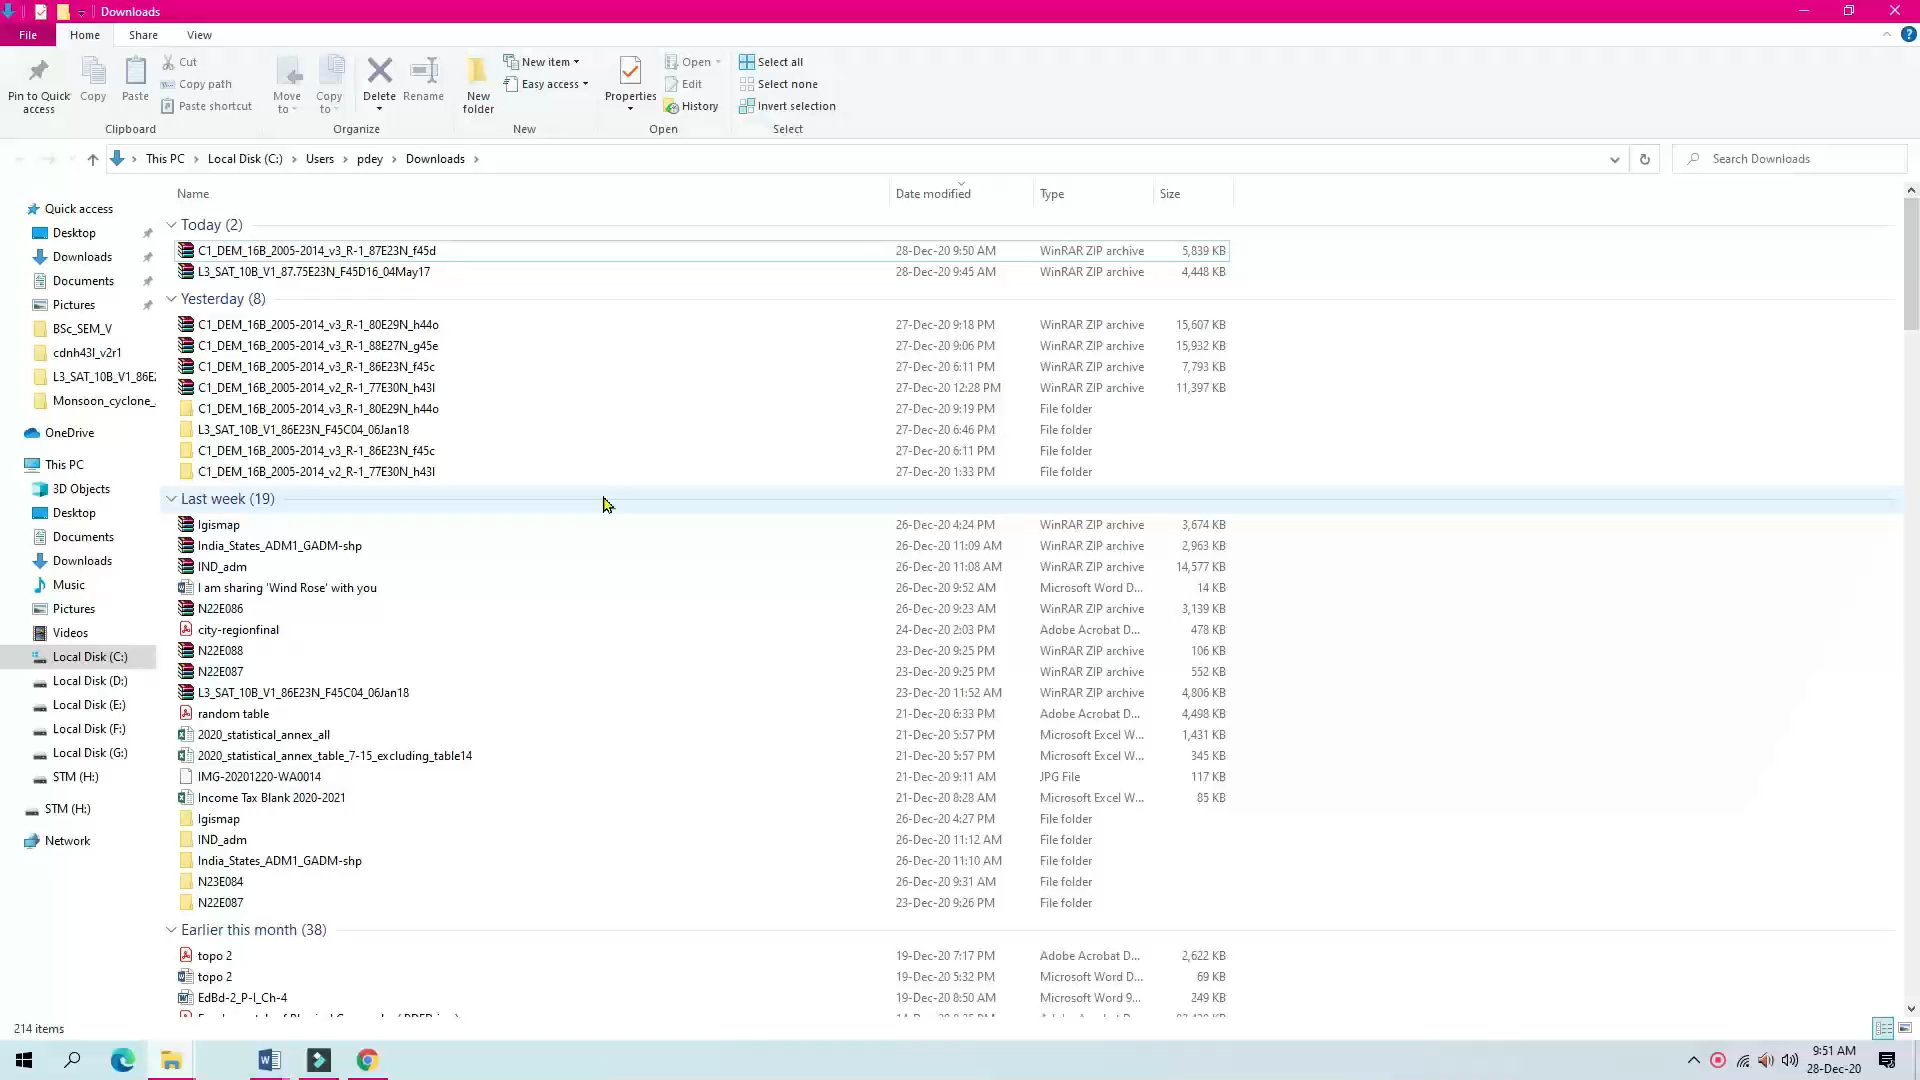 Downloads
File Home Share View
Pin to Quick access
Copy
Paste
Cut
Copy path
Paste shortcut
Clipboard
Move to
Copy to
Delete
Rename
Organize
New folder
New item
Easy access
New
Properties
Open
Edit
History
Open
Select all
Select none
Invert selection
Select
This PC > Local Disk (C:) > Users > pdey > Downloads >
Search Downloads
Quick access
Desktop
Downloads
Documents
Pictures
BSc_SEM_V
cdnh43l_v2r1
L3_SAT_10B_V1_86E2
Monsoon_cyclone_
OneDrive
This PC
3D Objects
Desktop
Documents
Downloads
Music
Pictures
Videos
Local Disk (C:)
Local Disk (D:)
Local Disk (E:)
Local Disk (F:)
Local Disk (G:)
STM (H:)
STM (H:)
Network
Name Date modified Type Size
Today (2)
C1_DEM_16B_2005-2014_v3_R-1_87E23N_f45d 28-Dec-20 9:50 AM WinRAR ZIP archive 5,839 KB
L3_SAT_10B_V1_87.75E23N_F45D16_04May17 28-Dec-20 9:45 AM WinRAR ZIP archive 4,448 KB
Yesterday (8)
C1_DEM_16B_2005-2014_v3_R-1_80E29N_h44o 27-Dec-20 9:18 PM WinRAR ZIP archive 15,607 KB
C1_DEM_16B_2005-2014_v3_R-1_88E27N_g45e 27-Dec-20 9:06 PM WinRAR ZIP archive 15,932 KB
C1_DEM_16B_2005-2014_v3_R-1_86E23N_f45c 27-Dec-20 6:11 PM WinRAR ZIP archive 7,793 KB
C1_DEM_16B_2005-2014_v2_R-1_77E30N_h43l 27-Dec-20 12:28 PM WinRAR ZIP archive 11,397 KB
C1_DEM_16B_2005-2014_v3_R-1_80E29N_h44o 27-Dec-20 9:19 PM File folder
L3_SAT_10B_V1_86E23N_F45C04_06Jan18 27-Dec-20 6:46 PM File folder
C1_DEM_16B_2005-2014_v3_R-1_86E23N_f45c 27-Dec-20 6:11 PM File folder
C1_DEM_16B_2005-2014_v2_R-1_77E30N_h43l 27-Dec-20 1:33 PM File folder
Last week (19)
Igismap 26-Dec-20 4:24 PM WinRAR ZIP archive 3,674 KB
India_States_ADM1_GADM-shp 26-Dec-20 11:09 AM WinRAR ZIP archive 2,963 KB
IND_adm 26-Dec-20 11:08 AM WinRAR ZIP archive 14,577 KB
I am sharing 'Wind Rose' with you 26-Dec-20 9:52 AM Microsoft Word D... 14 KB
N22E086 26-Dec-20 9:23 AM WinRAR ZIP archive 3,139 KB
city-regionfinal 24-Dec-20 2:03 PM Adobe Acrobat D... 478 KB
N22E088 23-Dec-20 9:25 PM WinRAR ZIP archive 106 KB
N22E087 23-Dec-20 9:25 PM WinRAR ZIP archive 552 KB
L3_SAT_10B_V1_86E23N_F45C04_06Jan18 23-Dec-20 11:52 AM WinRAR ZIP archive 4,806 KB
random table 21-Dec-20 6:33 PM Adobe Acrobat D... 4,498 KB
2020_statistical_annex_all 21-Dec-20 5:57 PM Microsoft Excel W... 1,431 KB
2020_statistical_annex_table_7-15_excluding_table14 21-Dec-20 5:57 PM Microsoft Excel W... 345 KB
IMG-20201220-WA0014 21-Dec-20 9:11 AM JPG File 117 KB
Income Tax Blank 2020-2021 21-Dec-20 8:28 AM Microsoft Excel W... 85 KB
Igismap 26-Dec-20 4:27 PM File folder
IND_adm 26-Dec-20 11:12 AM File folder
India_States_ADM1_GADM-shp 26-Dec-20 11:10 AM File folder
N23E084 26-Dec-20 9:31 AM File folder
N22E087 23-Dec-20 9:26 PM File folder
Earlier this month (38)
topo 2 19-Dec-20 7:17 PM Adobe Acrobat D... 2,622 KB
topo 2 19-Dec-20 5:32 PM Microsoft Word D... 69 KB
EdBd-2_P-I_Ch-4 19-Dec-20 8:50 AM Microsoft Word 9... 249 KB
214 items
9:51 AM
28-Dec-20